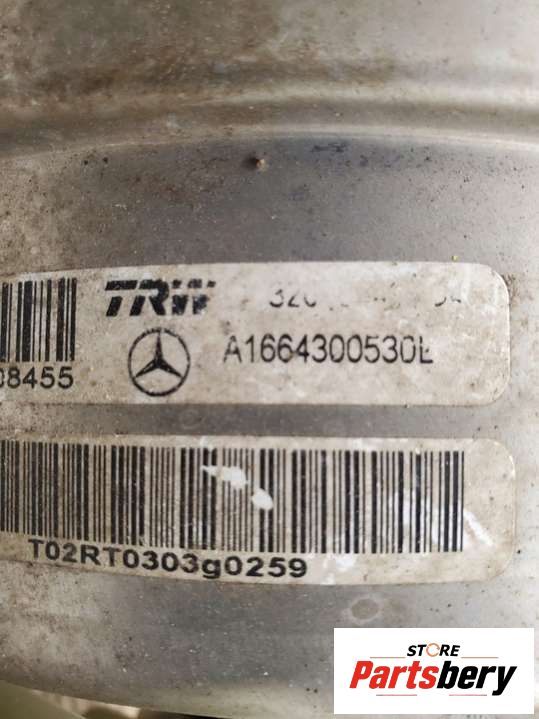 TRW
A1664300530L
08455
T02RT0303g0259
STORE
Partsbery